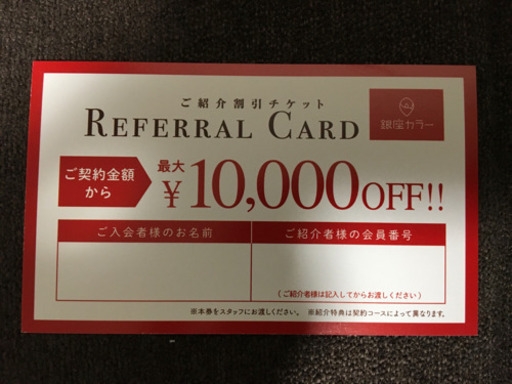 ご紹介割引チケット
REFERRAL CARD
銀座カラー
ご契約金額
から
最大
¥10,000OFF!!
ご入会者様のお名前
ご紹介者様の会員番号
(ご紹介者様は記入してからお渡しください)
※本券をスタッフにお渡しください。 ※紹介特典は契約コースによって異なります。